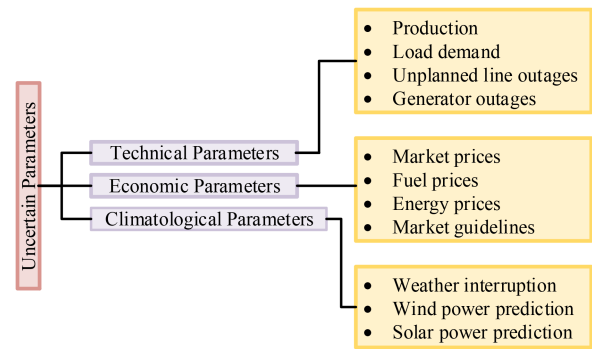 Uncertain Parameters
Technical Parameters
Economic Parameters
Climatological Parameters
• Production
• Load demand
• Unplanned line outages
• Generator outages
• Market prices
• Fuel prices
• Energy prices
• Market guidelines
• Weather interruption
• Wind power prediction
• Solar power prediction